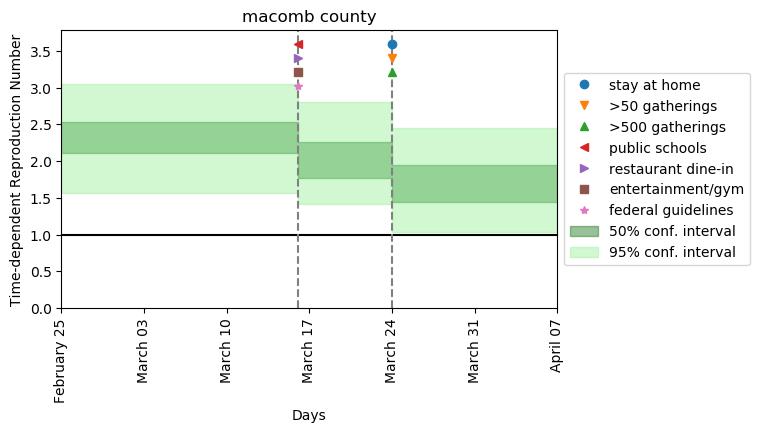 macomb county
Time-dependent Reproduction Number
3.5
3.0
2.5
2.0
1.5
1.0
0.5
0.0
February 25
March 03
March 10
March 17
March 24
March 31
April 07
Days
stay at home
>50 gatherings
>500 gatherings
public schools
restaurant dine-in
entertainment/gym
federal guidelines
50% conf. interval
95% conf. interval